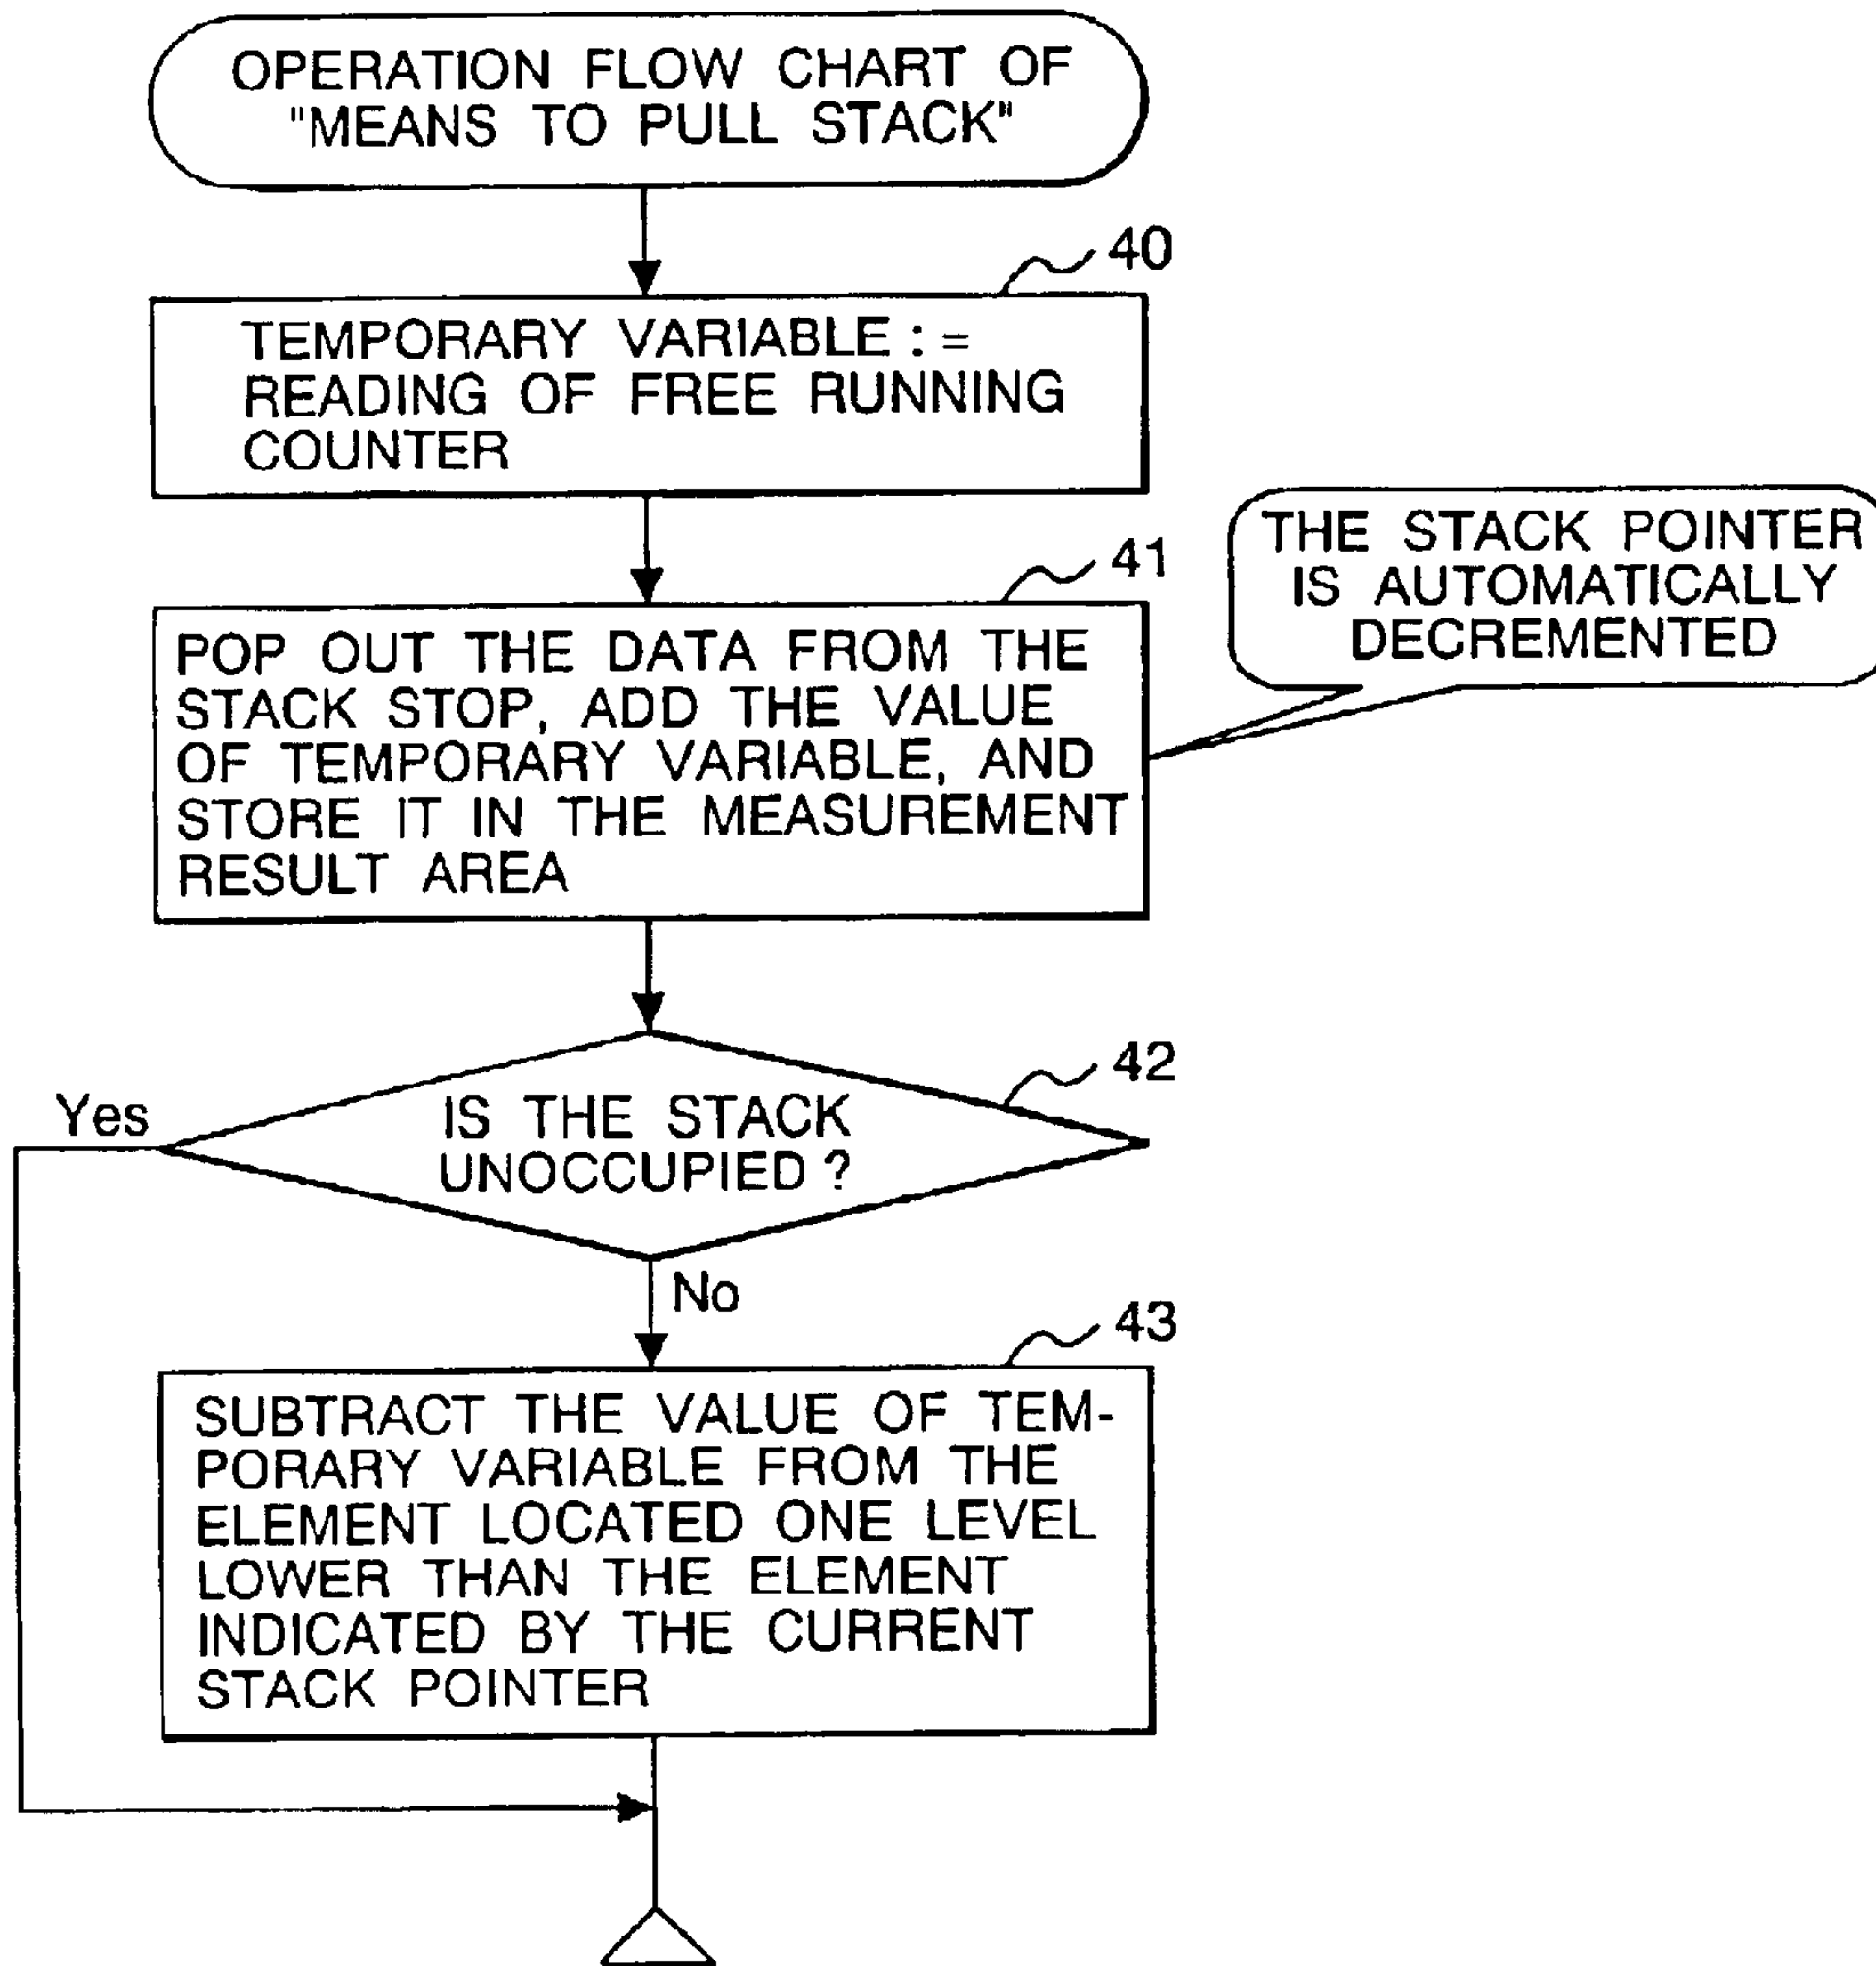 OPERATION FLOW CHART OF
"MEANS TO PULL STACK"
40
TEMPORARY VARIABLE : =
READING OF FREE RUNNING
COUNTER
41
THE STACK POINTER
IS AUTOMATICALLY
DECREMENTED
POP OUT THE DATA FROM THE
STACK STOP, ADD THE VALUE
OF TEMPORARY VARIABLE, AND
STORE IT IN THE MEASUREMENT
RESULT AREA
42
Yes
IS THE STACK
UNOCCUPIED ?
No
43
SUBTRACT THE VALUE OF TEM-
PORARY VARIABLE FROM THE
ELEMENT LOCATED ONE LEVEL
LOWER THAN THE ELEMENT
INDICATED BY THE CURRENT
STACK POINTER